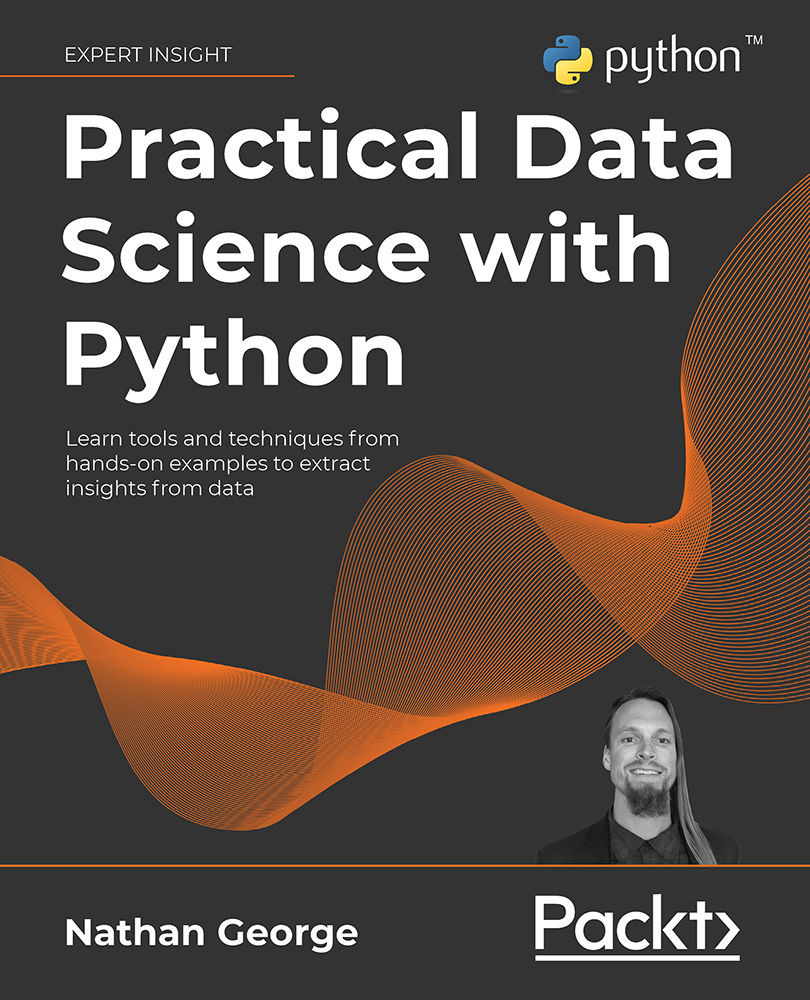 EXPERT INSIGHT
python™
Practical Data
Science with
Python
Learn tools and techniques from
hands-on examples to extract
insights from data
Nathan George
Packt>